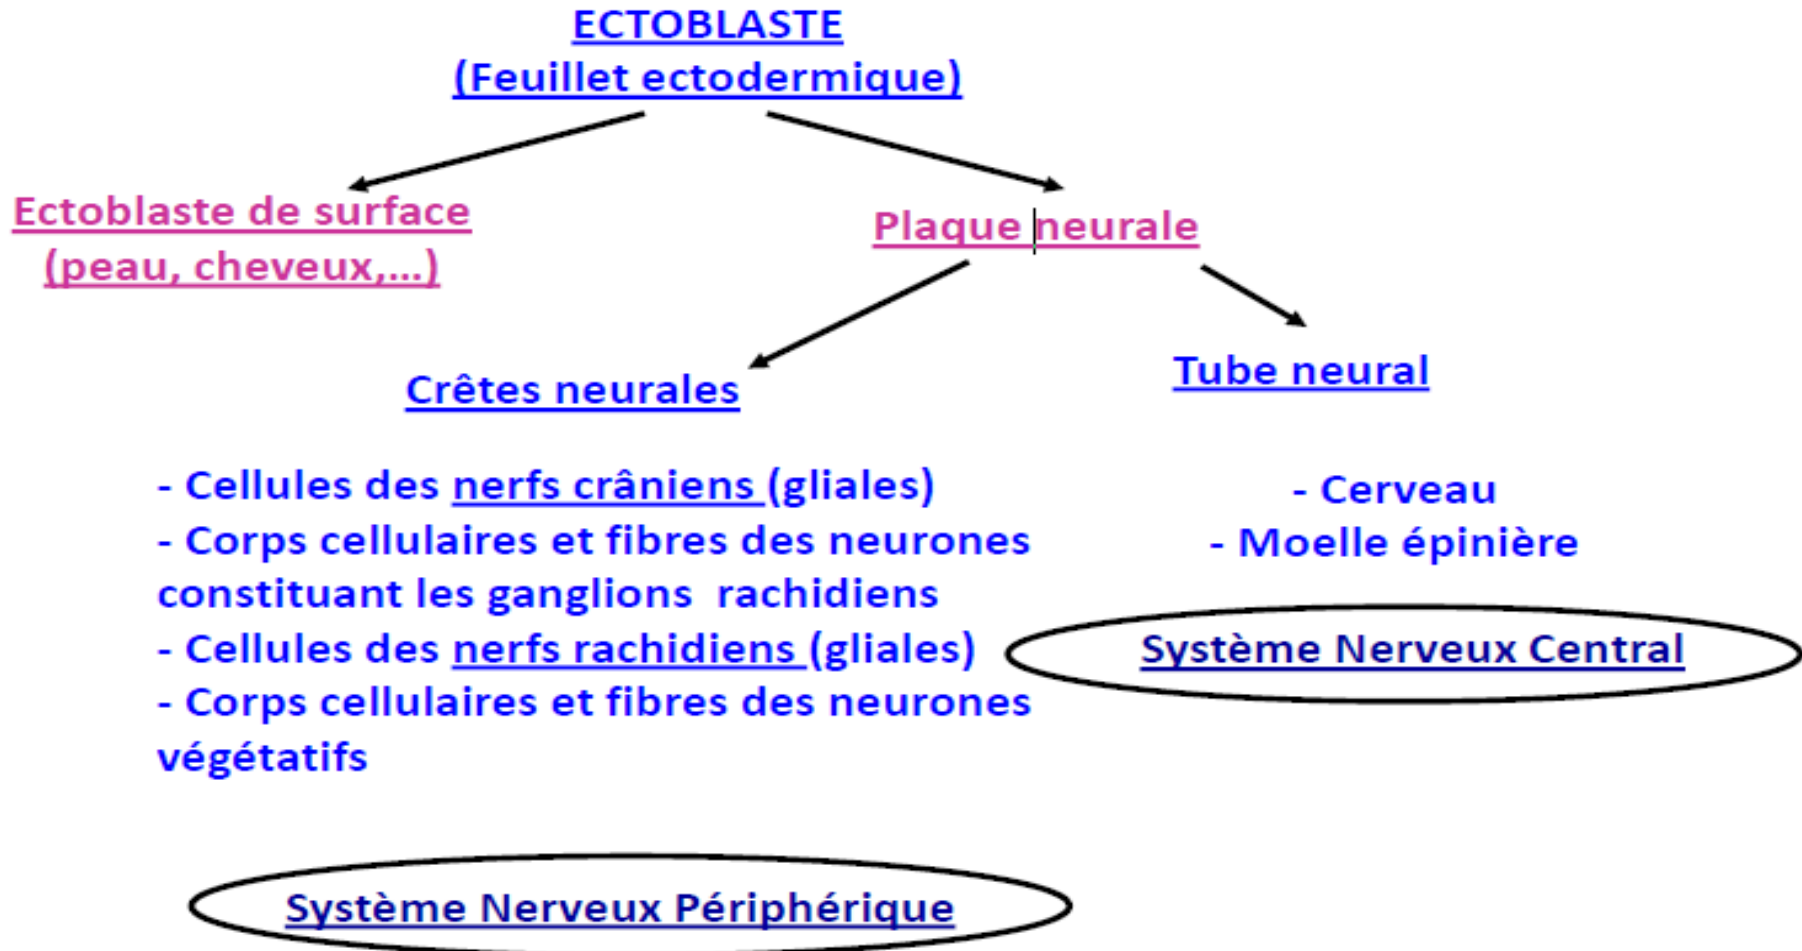 ECTOBLASTE
(Feuillet ectodermique)
Ectoblaste de surface
(peau, cheveux,...)
Plaque neurale
Crêtes neurales
Tube neural
- Cellules des nerfs crâniens (gliales)
- Corps cellulaires et fibres des neurones
constituant les ganglions rachidiens
- Cellules des nerfs rachidiens (gliales)
- Corps cellulaires et fibres des neurones
végétatifs
- Cerveau
- Moelle épinière
Système Nerveux Central
Système Nerveux Périphérique